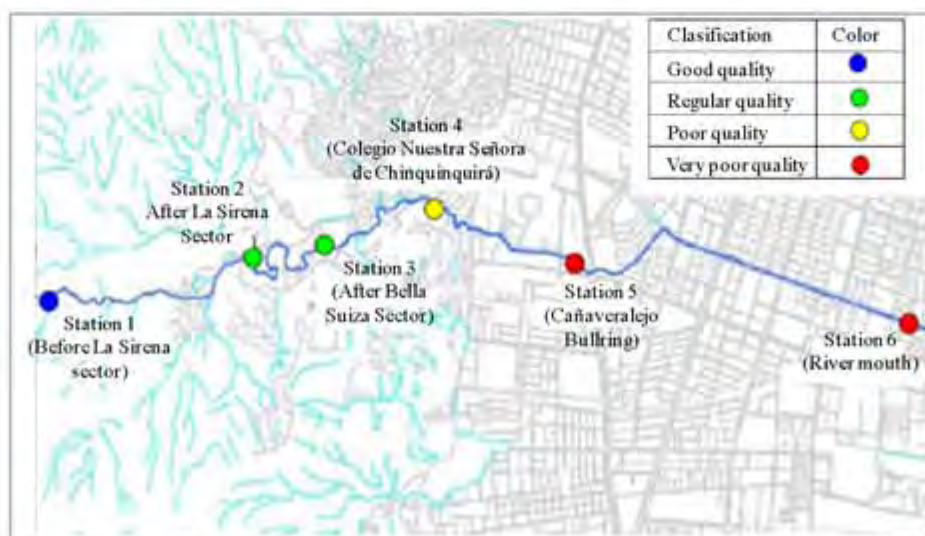 Clasification Color
Good quality
Regular quality
Poor quality
Very poor quality
Station 4
(Colegio Nuestra Señora
de Chinquinquirá)
Station 2
After La Sirena
Sector
Station 3
(After Bella
Suiza Sector)
Station 1
(Before La Sirena
sector)
Station 5
(Cañaveralejo
Bullring)
Station 6
(River mouth)